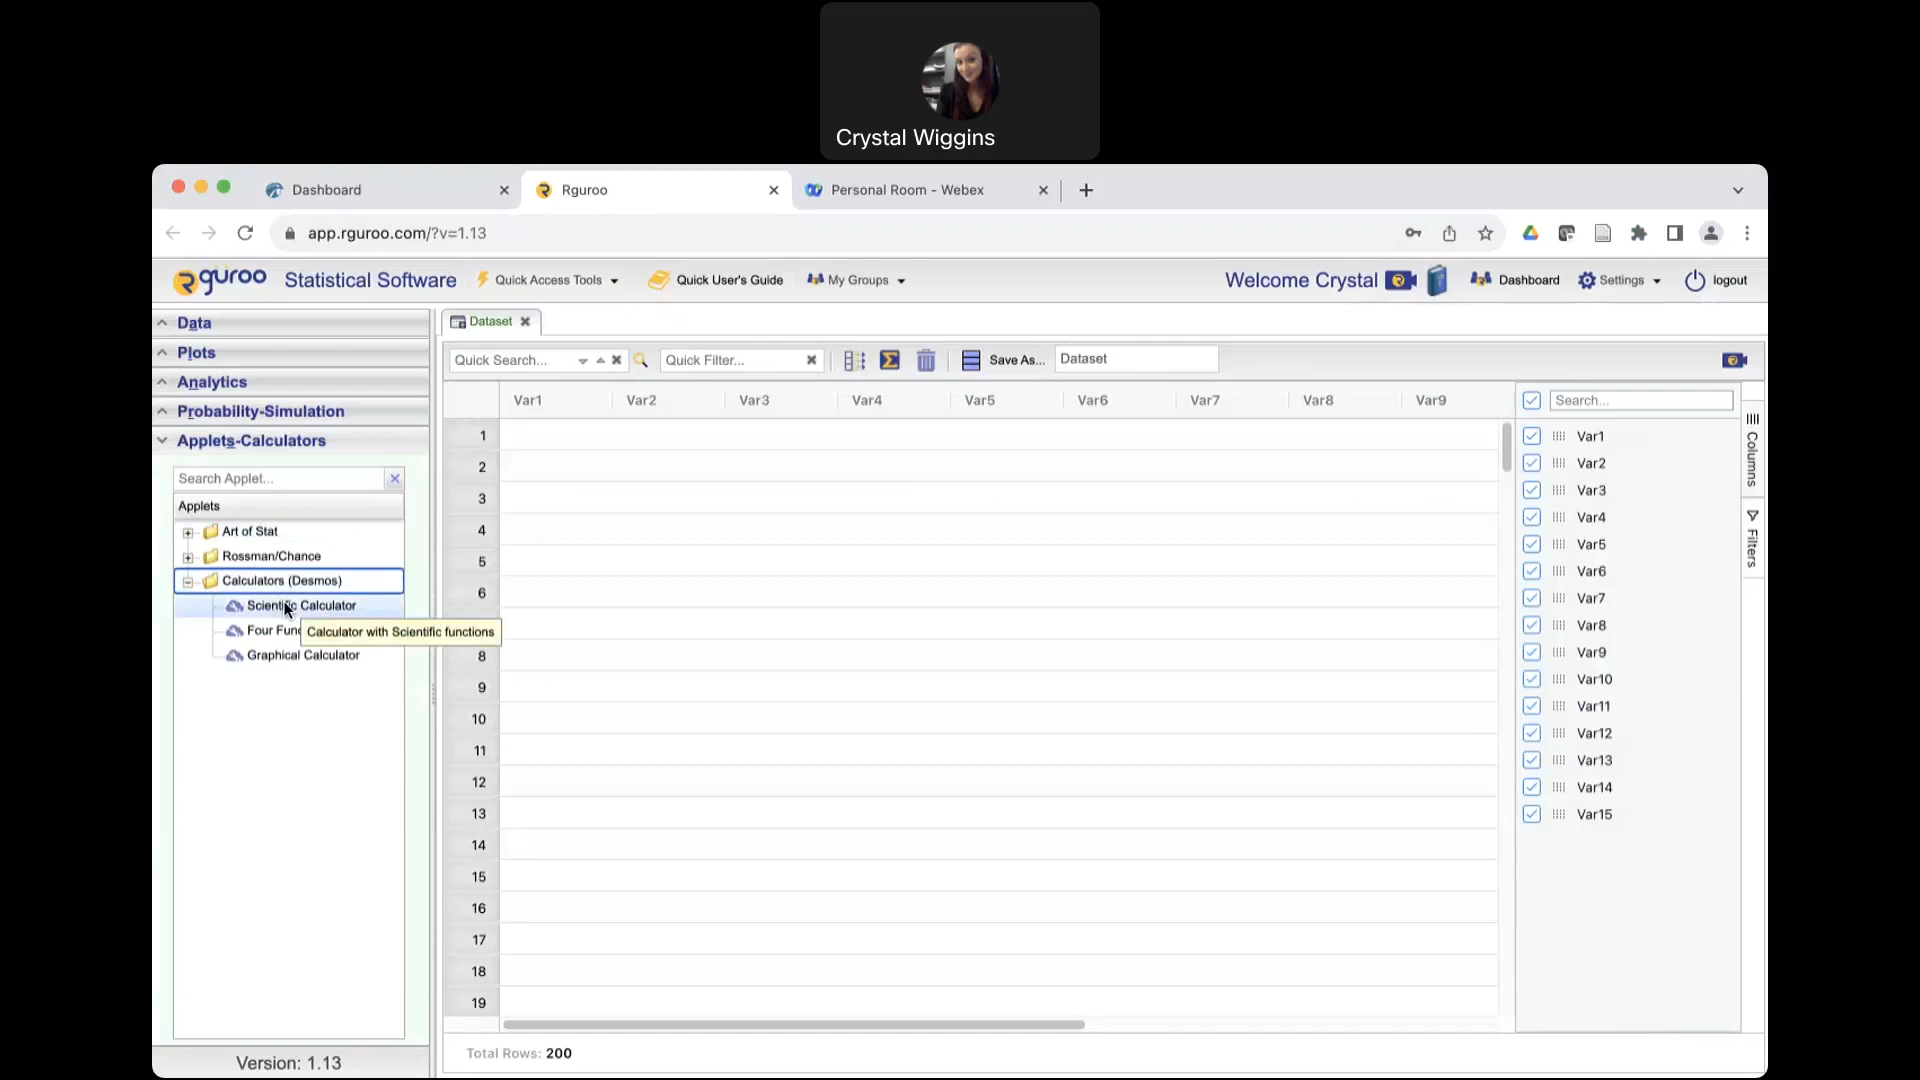 Crystal Wiggins
Dashboard
Rguroo
Personal Room - Webex
app.rguroo.com/?v=1.13
Rguroo Statistical Software
Quick Access Tools
Quick User's Guide
My Groups
Welcome Crystal
Dashboard
Settings
logout
Data
Plots
Analytics
Probability-Simulation
Applets-Calculators
Search Applet...
Applets
Art of Stat
Rossman/Chance
Calculators (Desmos)
Scientific Calculator
Four Fun
Calculator with Scientific functions
Graphical Calculator
Version: 1.13
Dataset
Quick Search...
Quick Filter...
Save As...
Dataset
Var1 Var2 Var3 Var4 Var5 Var6 Var7 Var8 Var9
1
2
3
4
5
6
8
9
10
11
12
13
14
15
16
17
18
19
Total Rows: 200
Search...
Var1
Var2
Var3
Var4
Var5
Var6
Var7
Var8
Var9
Var10
Var11
Var12
Var13
Var14
Var15
Columns
Filters